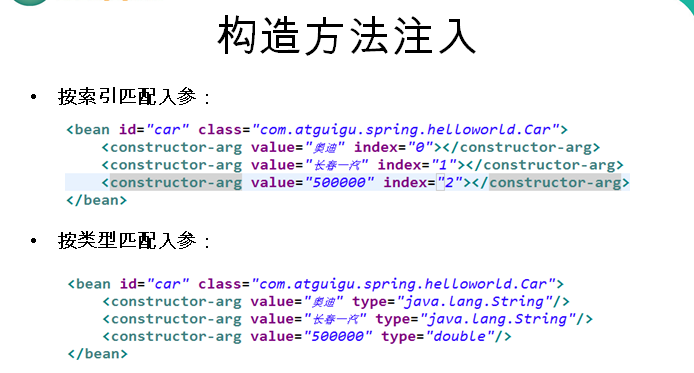 构造方法注入
• 按索引匹配入参：
<bean id="car" class="com.atguigu.spring.helloworld.Car">
<constructor-arg value="奥迪" index="0"></constructor-arg>
<constructor-arg value="长春一汽" index="1"></constructor-arg>
<constructor-arg value="500000" index="2"></constructor-arg>
</bean>
• 按类型匹配入参：
<bean id="car" class="com.atguigu.spring.helloworld.Car">
<constructor-arg value="奥迪" type="java.lang.String"/>
<constructor-arg value="长春一汽" type="java.lang.String"/>
<constructor-arg value="500000" type="double"/>
</bean>